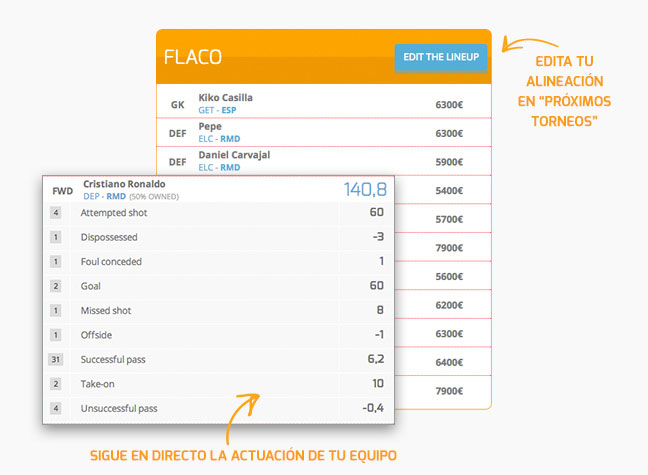 FLACO
EDIT THE LINEUP
EDITA TU
ALINEACIÓN
EN "PRÓXIMOS
TORNEOS"
GK Kiko Casilla 6300€
GET - ESP
DEF Pepe 6300€
ELC - RMD
DEF Daniel Carvajal 5900€
ELC - RMD
5400€
5700€
7900€
5600€
6200€
6300€
6400€
7900€
FWD Cristiano Ronaldo 140,8
DEP - RMD (50% OWNED)
4 Attempted shot 60
1 Dispossessed -3
1 Foul conceded 1
2 Goal 60
1 Missed shot 8
1 Offside -1
31 Successful pass 6,2
2 Take-on 10
4 Unsuccessful pass -0,4
SIGUE EN DIRECTO LA ACTUACIÓN DE TU EQUIPO